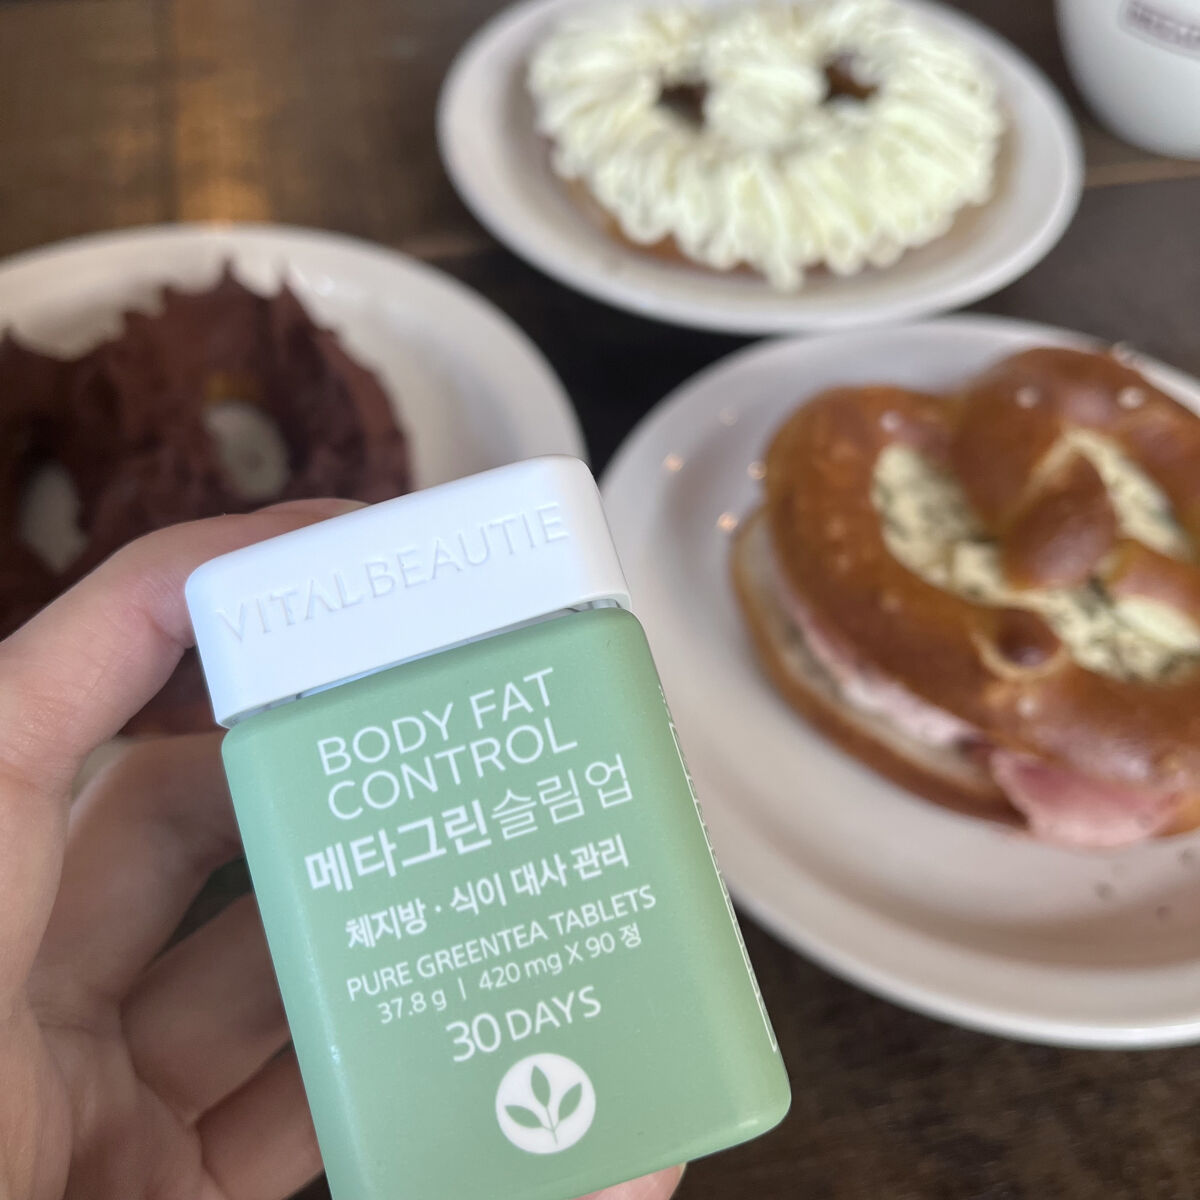 VITALBEAUTIE
BODY FAT
CONTROL
메타그린슬림업
체지방 · 식이 대사 관리
PURE GREENTEA TABLETS
37.8 g | 420 mg X 90 정
30 DAYS